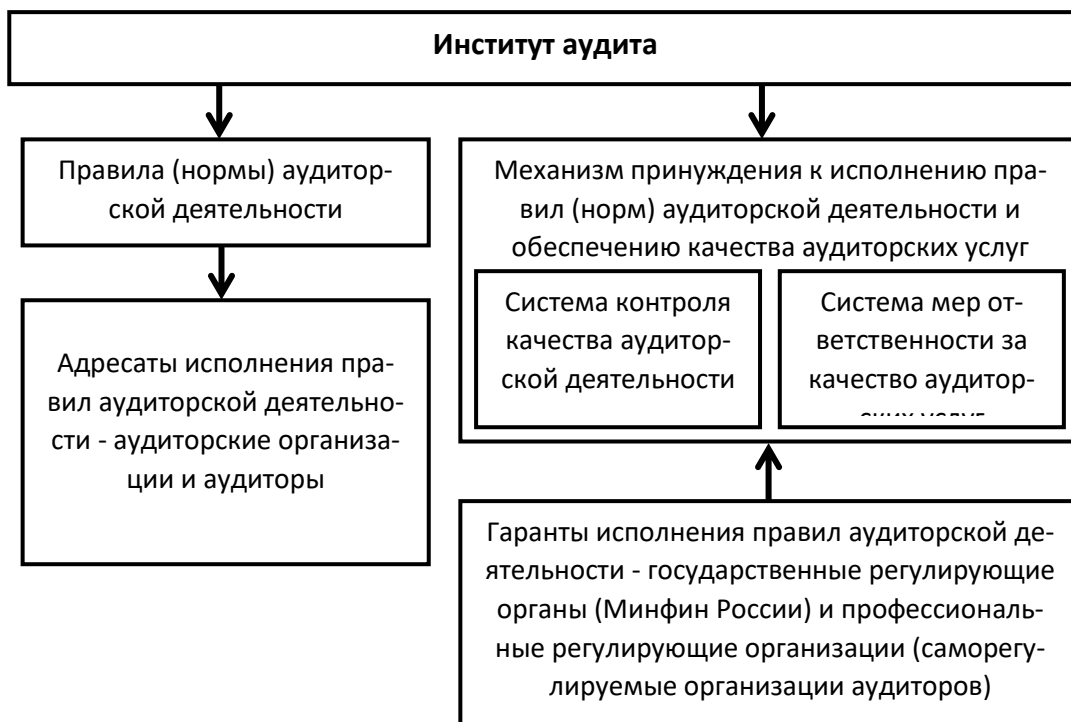 Институт аудита
Правила (нормы) аудитор-
ской деятельности
Адресаты исполнения пра-
вил аудиторской деятельно-
сти - аудиторские организа-
ции и аудиторы
Механизм принуждения к исполнению пра-
вил (норм) аудиторской деятельности и
обеспечению качества аудиторских услуг
Система контроля
качества аудитор-
ской деятельности
Система мер от-
ветственности за
качество аудитор-
ских услуг
Гаранты исполнения правил аудиторской де-
ятельности - государственные регулирующие
органы (Минфин России) и профессиональ-
ные регулирующие организации (саморегу-
лируемые организации аудиторов)